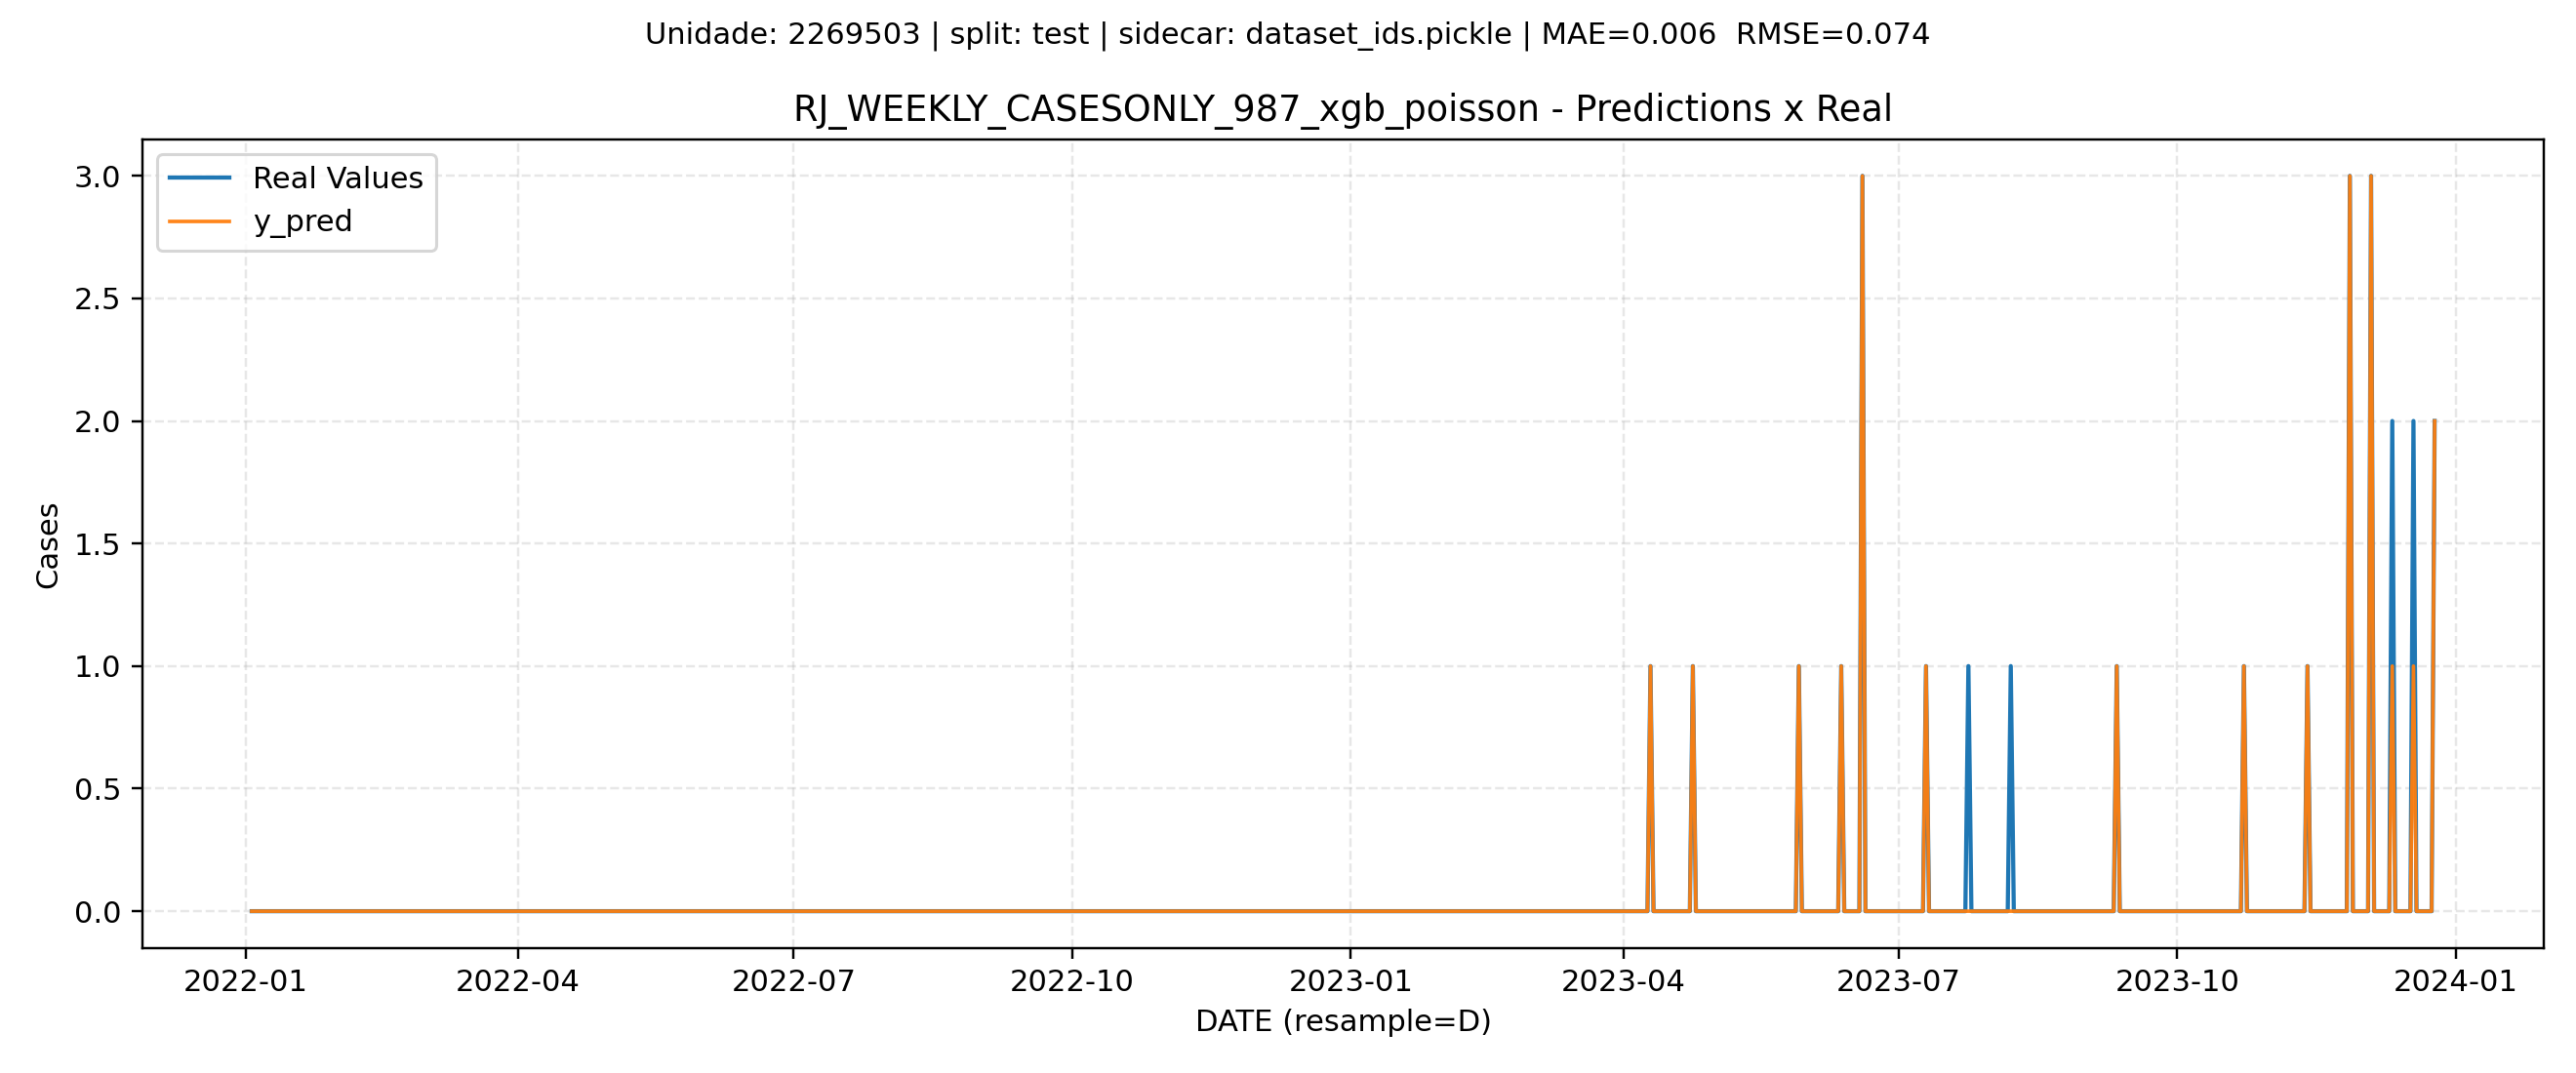 Unidade: 2269503 | split: test | sidecar: dataset_ids.pickle | MAE=0.006  RMSE=0.074
RJ_WEEKLY_CASESONLY_987_xgb_poisson - Predictions x Real
Real Values
y_pred
3.0
2.5
2.0
1.5
1.0
0.5
0.0
Cases
2022-01
2022-04
2022-07
2022-10
2023-01
2023-04
2023-07
2023-10
2024-01
DATE (resample=D)